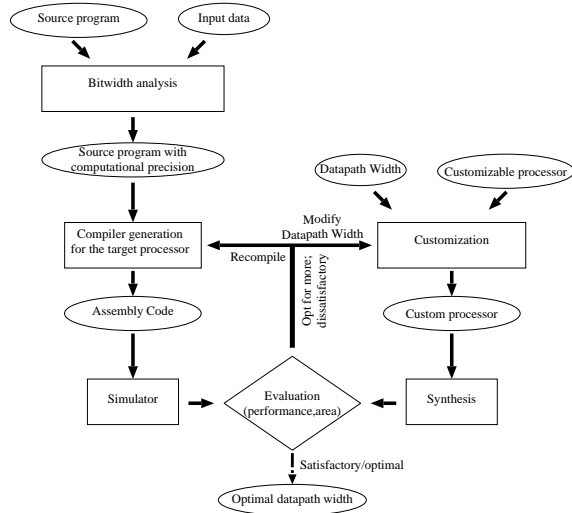 Source program
Input data
Bitwidth analysis
Source program with
computational precision
Datapath Width
Customizable processor
Compiler generation
for the target processor
Modify
Datapath Width
Recompile
Customization
Opt for more;
dissatisfactory
Assembly Code
Custom processor
Simulator
Evaluation
(performance,area)
Synthesis
Satisfactory/optimal
Optimal datapath width